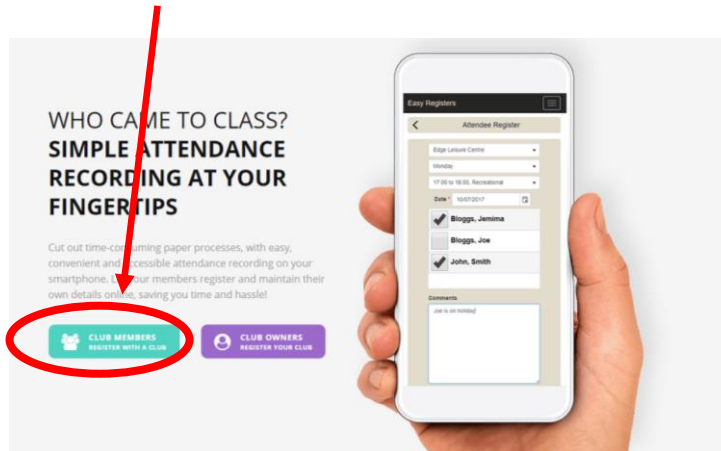 WHO CAME TO CLASS?
SIMPLE ATTENDANCE
RECORDING AT YOUR
FINGERTIPS
Cut out time-consuming paper processes, with easy,
convenient and accessible attendance recording on your
smartphone. Let your members register and maintain their
own details online, saving you time and hassle!
CLUB MEMBERS
REGISTER WITH A CLUB
CLUB OWNERS
REGISTER YOUR CLUB
Easy Registers
Attendee Register
Edge Leisure Centre
Monday
17:00 to 18:00, Recreational
Date * 10/07/2017
Bloggs, Jemima
Bloggs, Joe
John, Smith
Comments
Joe is on holiday